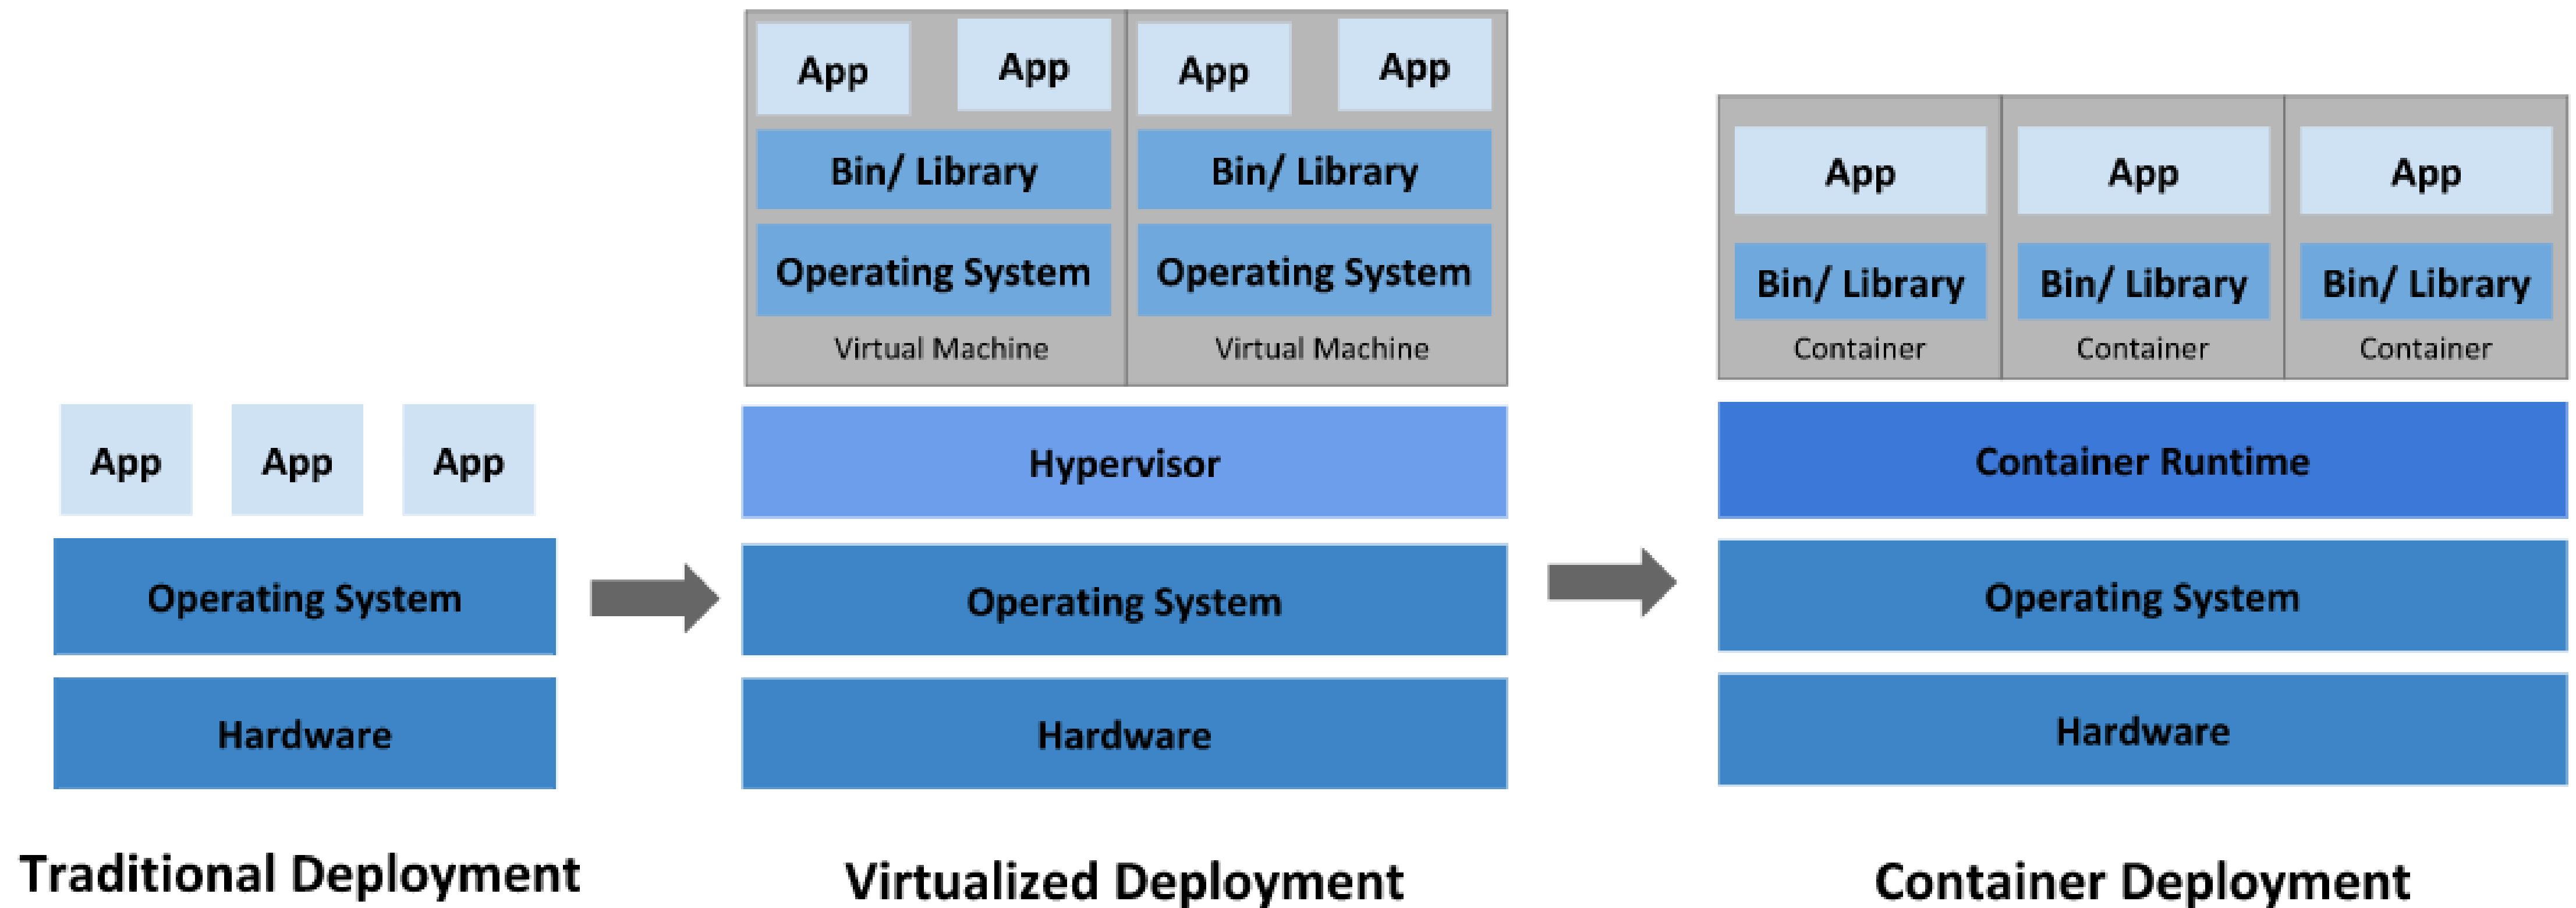 App App App
Operating System
Hardware
Traditional Deployment
App App App App
Bin/ Library Bin/ Library
Operating System Operating System
Virtual Machine Virtual Machine
Hypervisor
Operating System
Hardware
Virtualized Deployment
App App App
Bin/ Library Bin/ Library Bin/ Library
Container Container Container
Container Runtime
Operating System
Hardware
Container Deployment